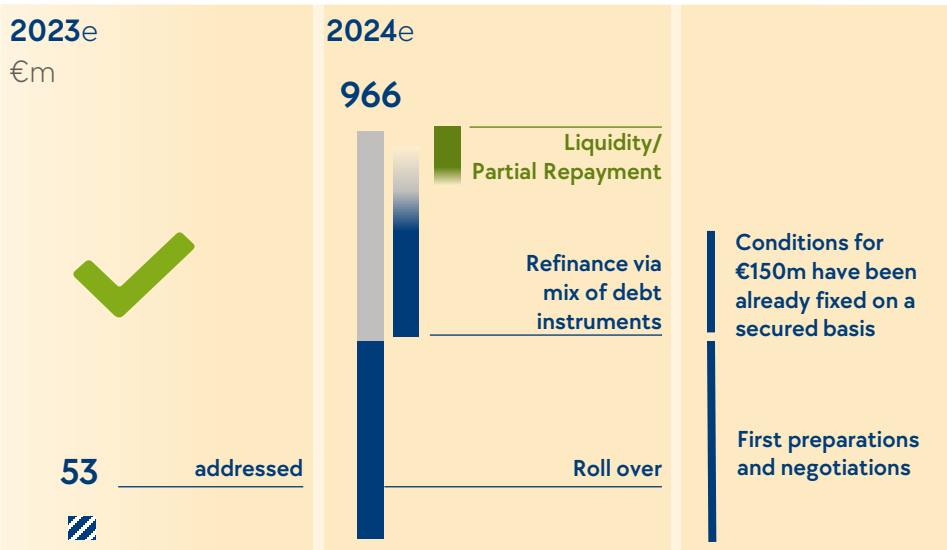 2023e
€m
53
addressed
2024e
966
Liquidity/
Partial Repayment
Refinance via
mix of debt
instruments
Roll over
Conditions for
€150m have been
already fixed on a
secured basis
First preparations
and negotiations